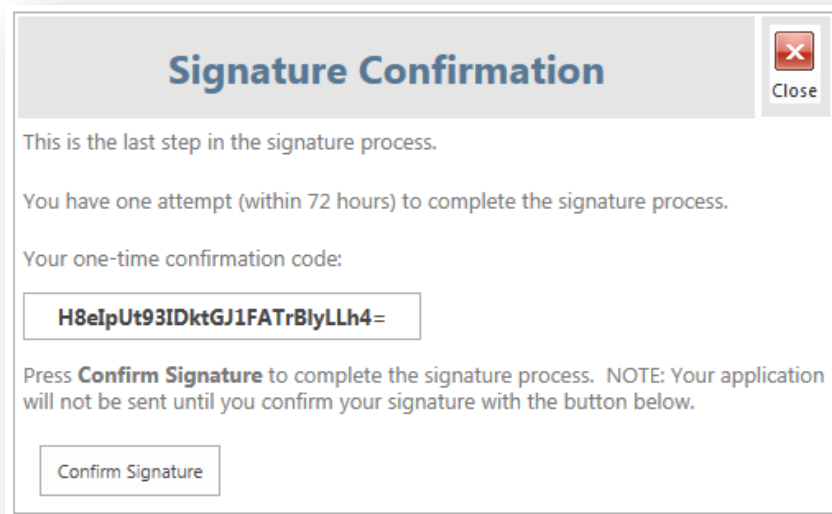 Signature Confirmation
Close
This is the last step in the signature process.
You have one attempt (within 72 hours) to complete the signature process.
Your one-time confirmation code:
H8eIpUt93IDktGJ1FATrBlyLLh4=
Press Confirm Signature to complete the signature process.  NOTE: Your application
will not be sent until you confirm your signature with the button below.
Confirm Signature